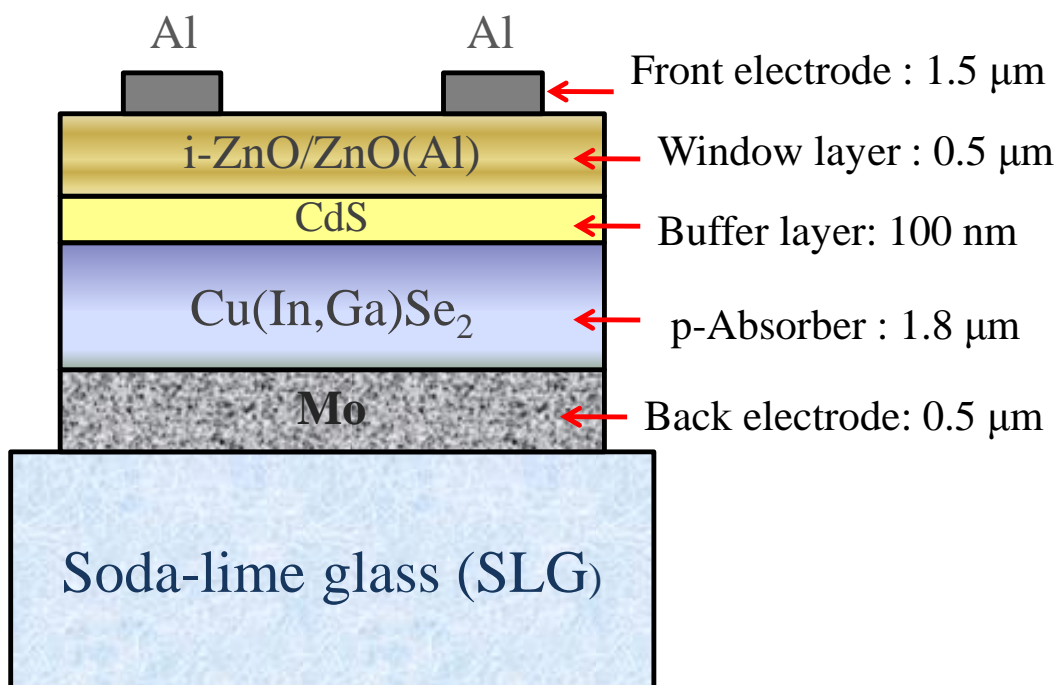 Al Al
Front electrode : 1.5 μm
i-ZnO/ZnO(Al)
Window layer : 0.5 μm
CdS
Buffer layer: 100 nm
Cu(In,Ga)Se₂
p-Absorber : 1.8 μm
Mo
Back electrode: 0.5 μm
Soda-lime glass (SLG)